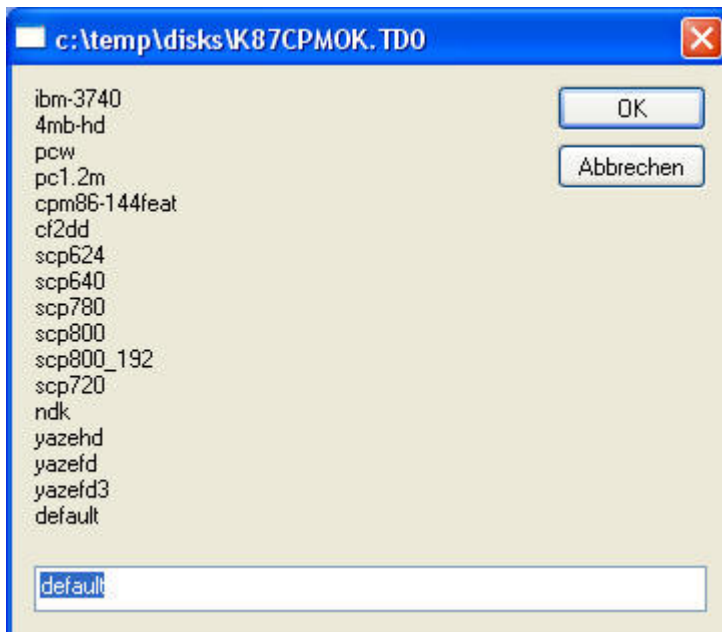 c:\temp\disks\K87CPMOK.TD0
ibm-3740
4mb-hd
pcw
pc1.2m
cpm86-144feat
cf2dd
scp624
scp640
scp780
scp800
scp800_192
scp720
ndk
yazehd
yazefd
yazefd3
default
OK
Abbrechen
default